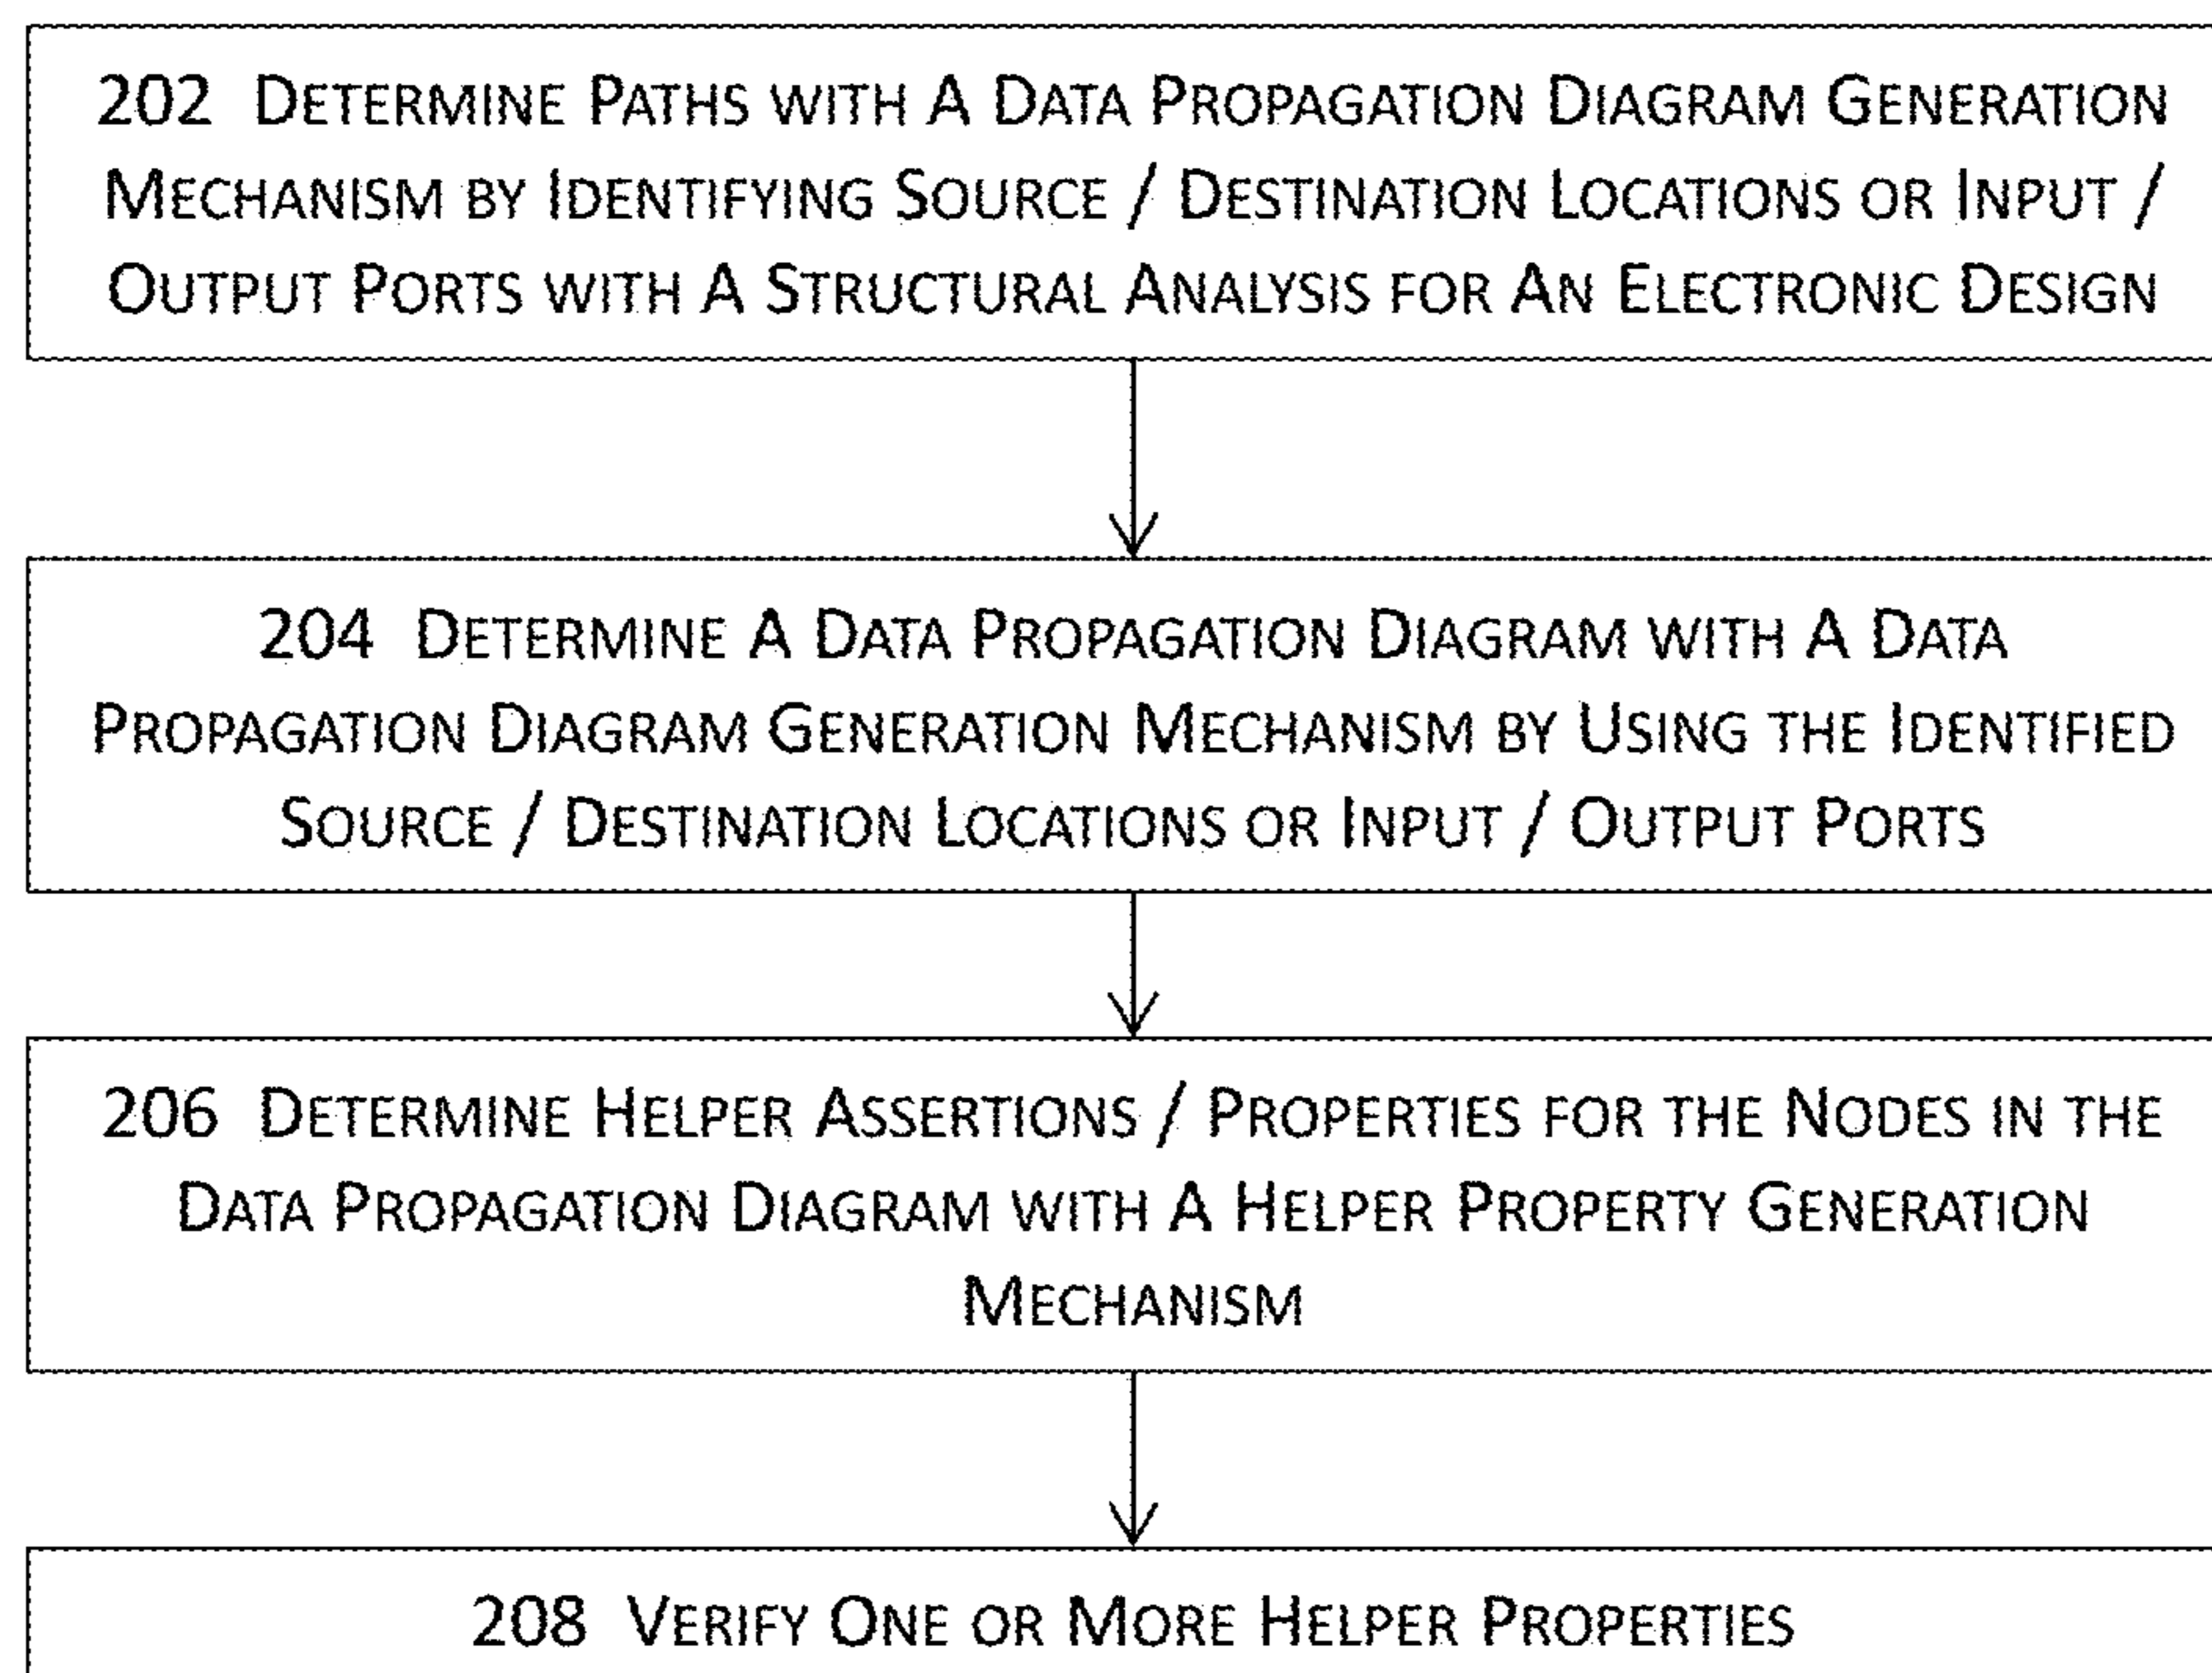 202 Determine Paths with A Data Propagation Diagram Generation
Mechanism by Identifying Source / Destination Locations or Input /
Output Ports with A Structural Analysis for An Electronic Design
204 Determine A Data Propagation Diagram with A Data
Propagation Diagram Generation Mechanism by Using the Identified
Source / Destination Locations or Input / Output Ports
206 Determine Helper Assertions / Properties for the Nodes in the
Data Propagation Diagram with A Helper Property Generation
Mechanism
208 Verify One or More Helper Properties